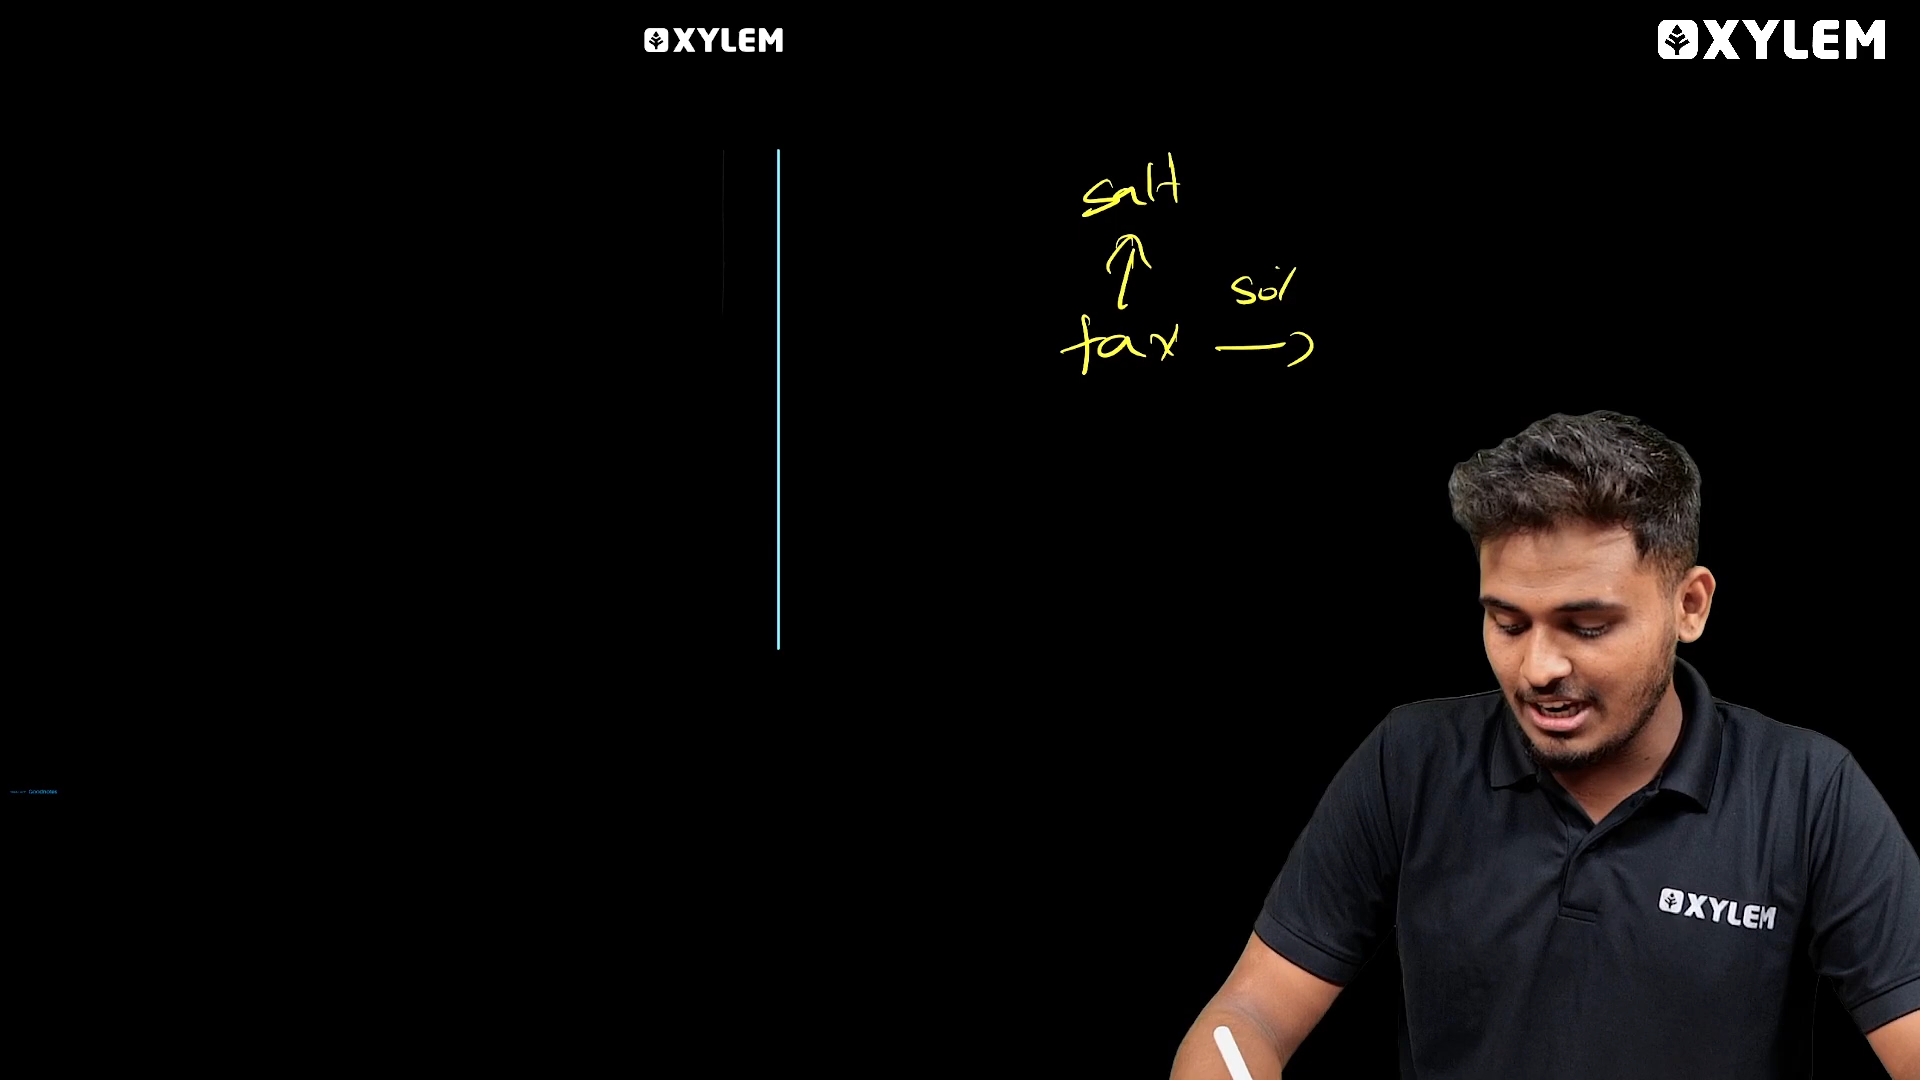 XYLEM
XYLEM
salt
↑
soi
tax →
XYLEM